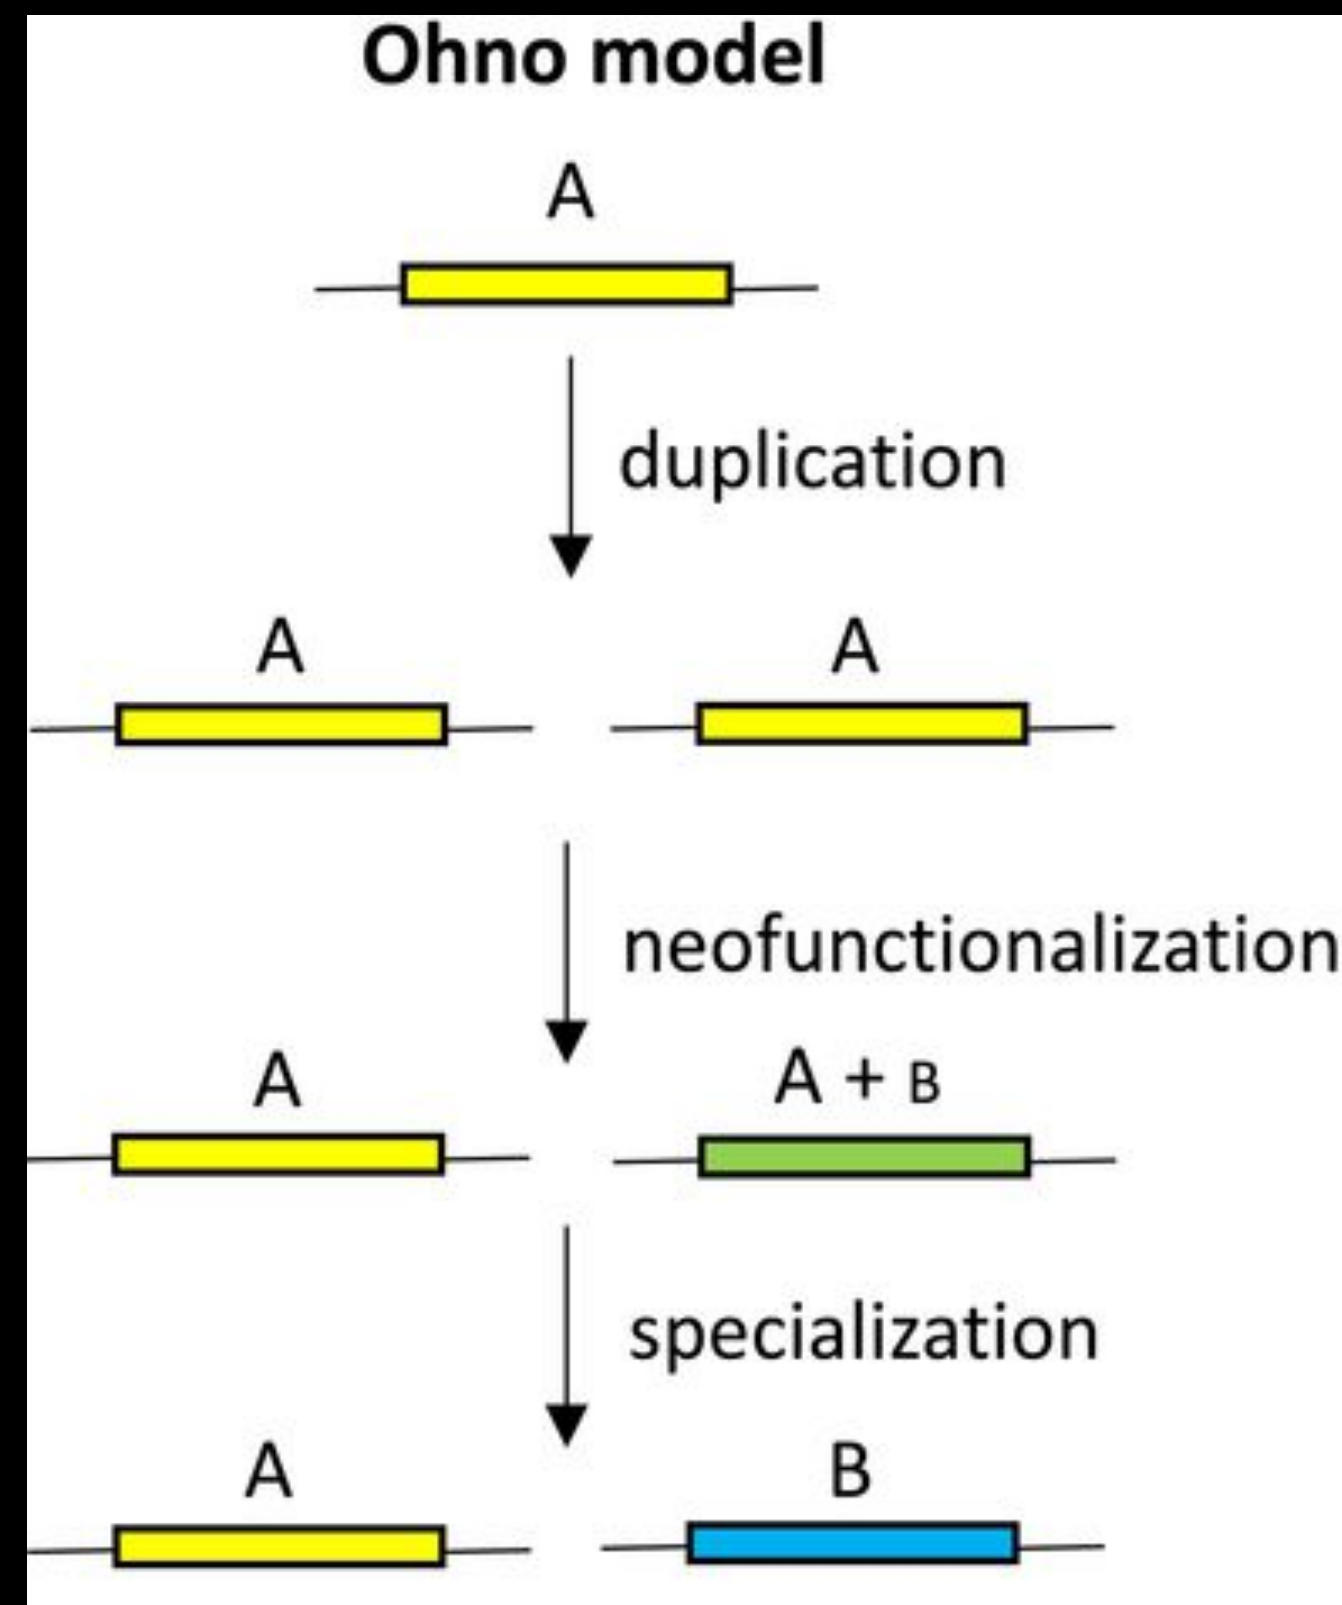 Ohno model
A
duplication
A A
neofunctionalization
A A + B
specialization
A B